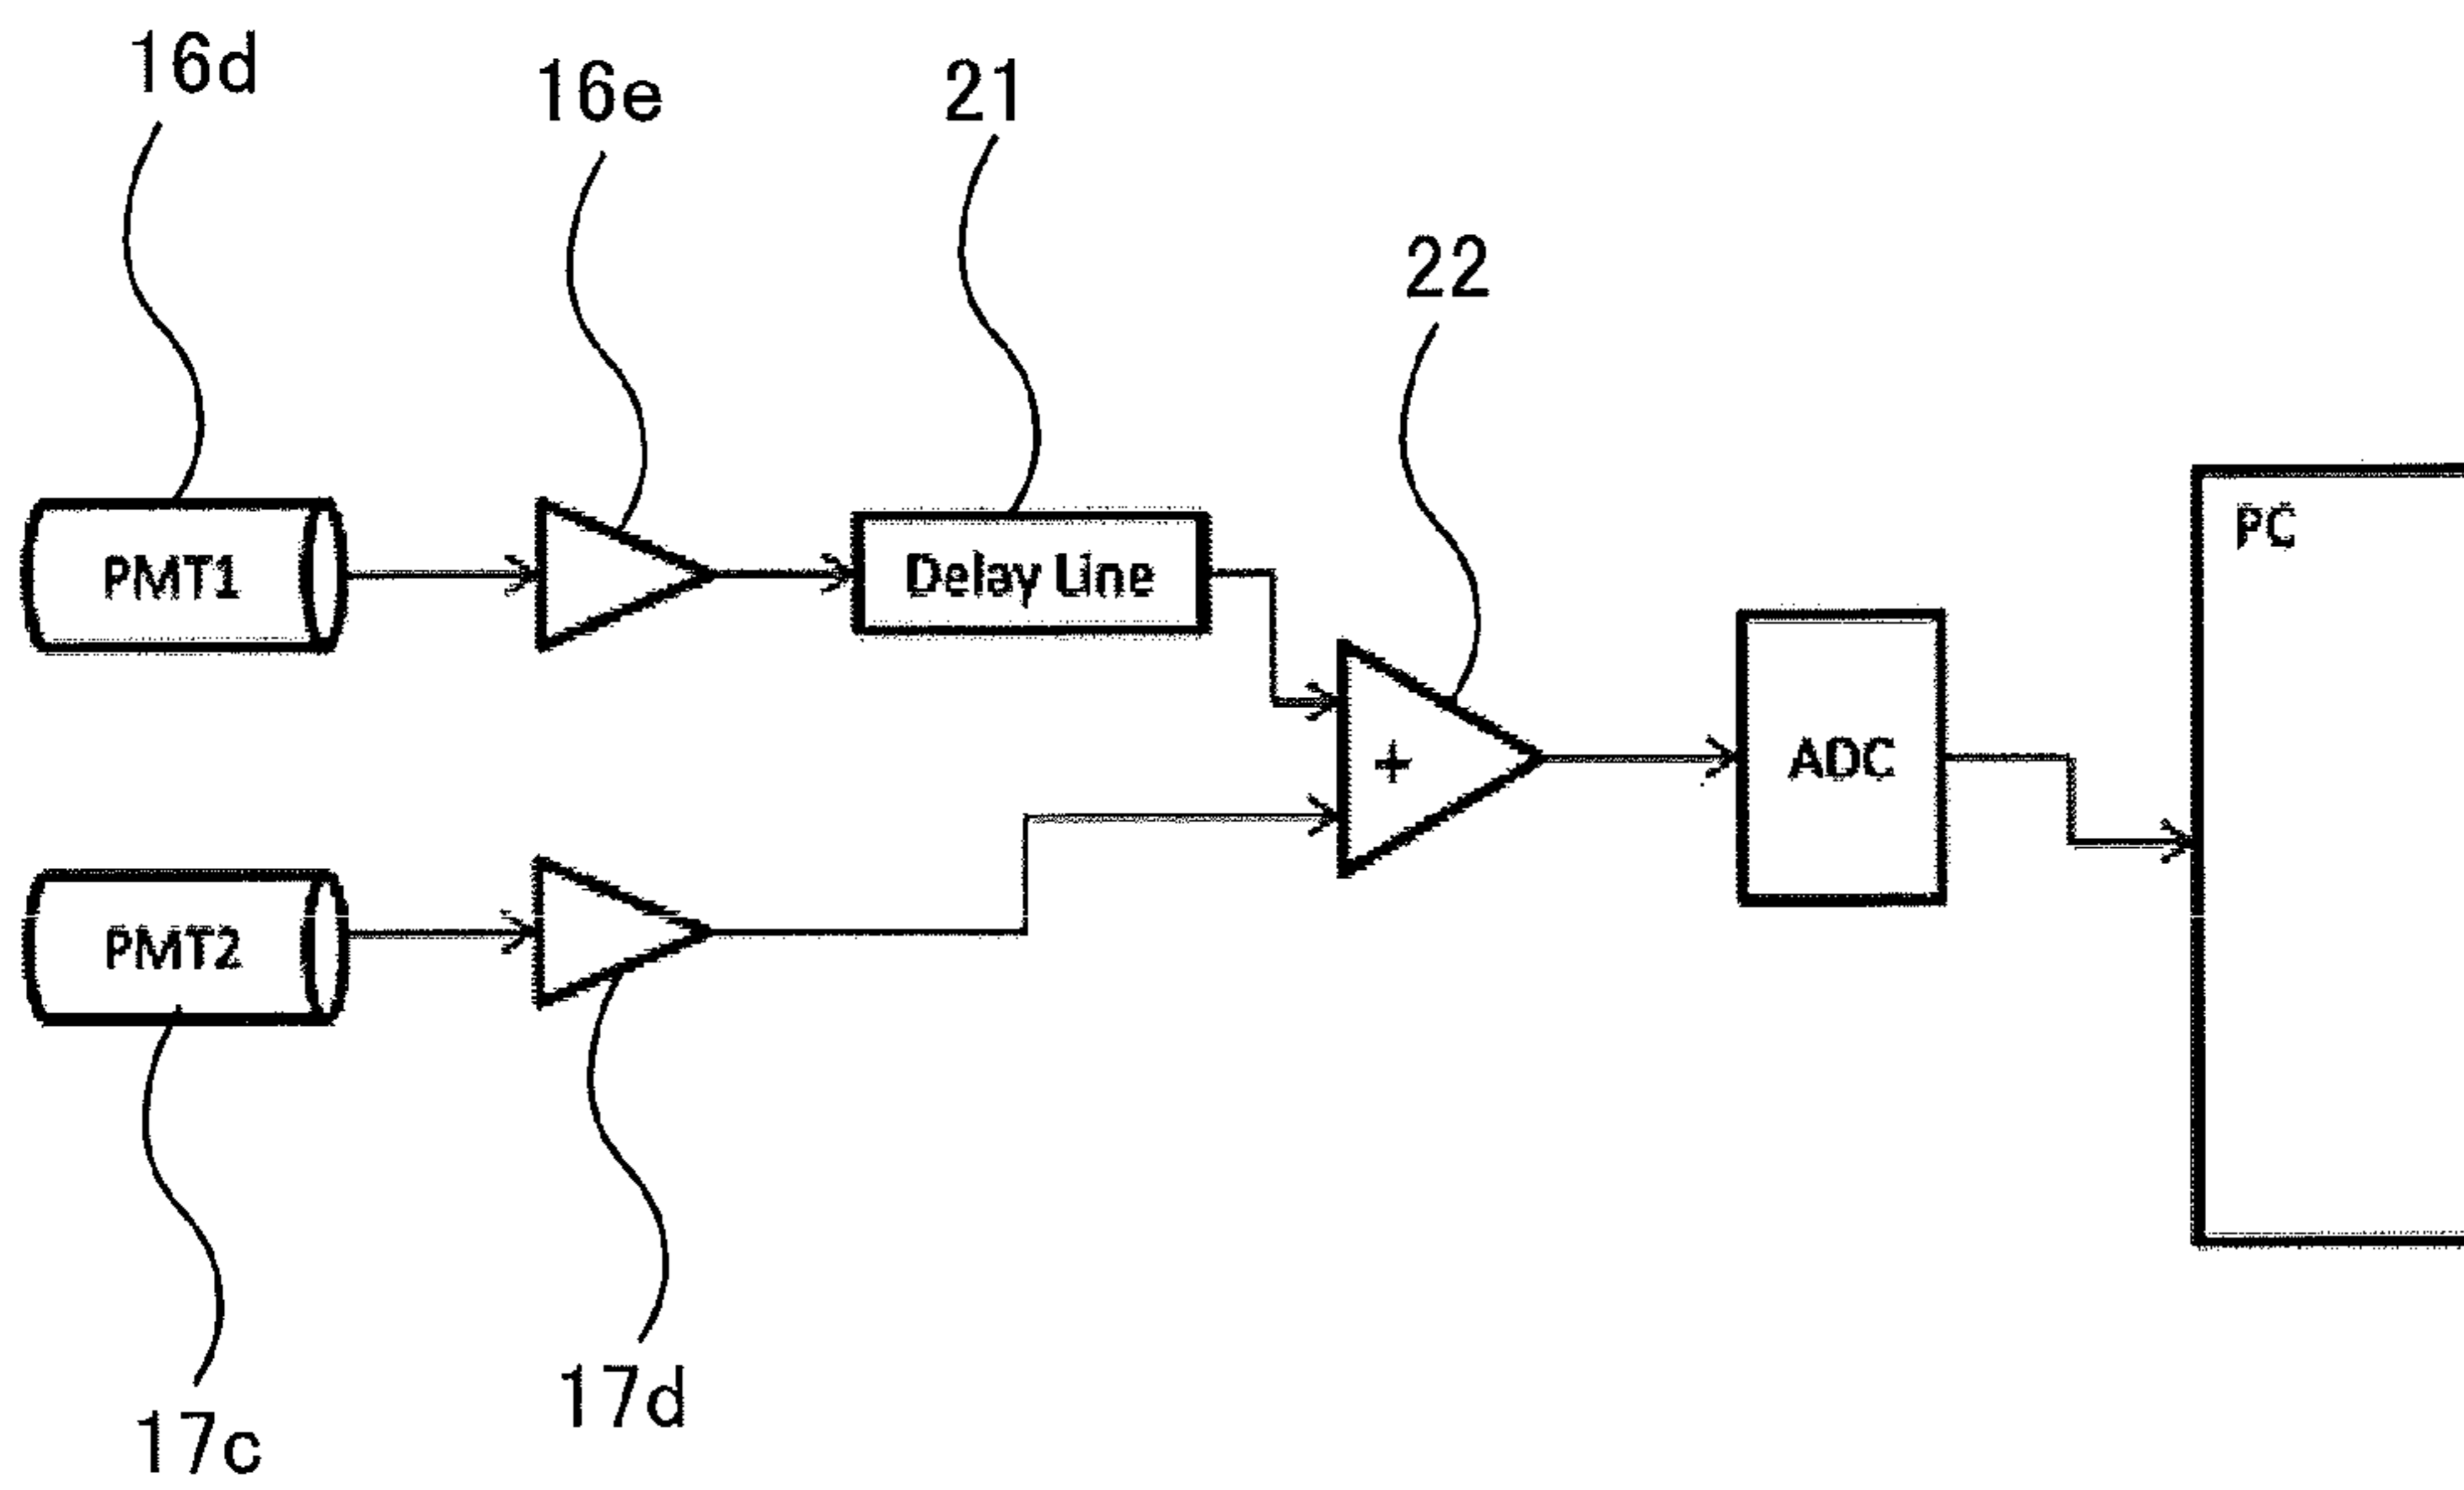 16d
16e
21
22
PMT1
Delay Line
PC
+
ADC
PMT2
17d
17c